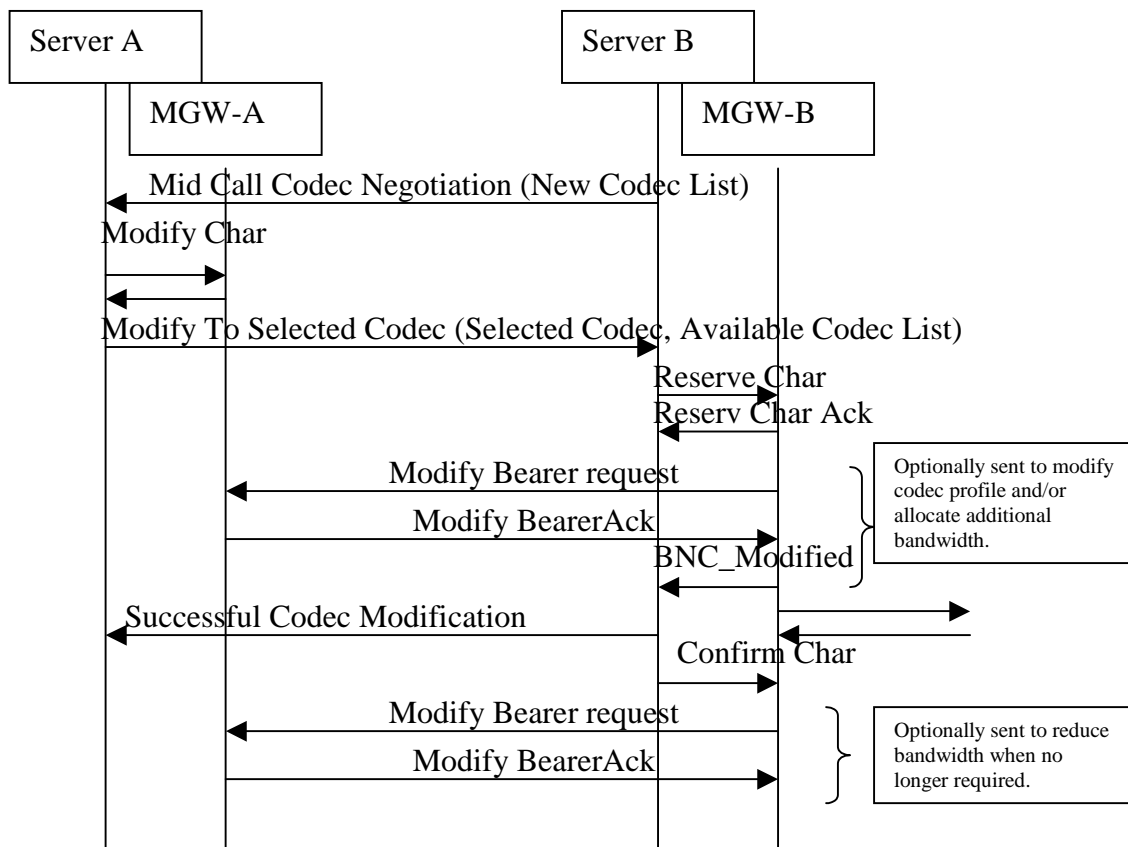 Server A
Server B
MGW-A
MGW-B
Mid Call Codec Negotiation (New Codec List)
Modify Char
Modify To Selected Codec (Selected Codec, Available Codec List)
Reserve Char
Reserv Char Ack
Modify Bearer request
Optionally sent to modify
codec profile and/or
allocate additional
bandwidth.
Modify BearerAck
BNC_Modified
Successful Codec Modification
Confirm Char
Modify Bearer request
Optionally sent to reduce
bandwidth when no
longer required.
Modify BearerAck